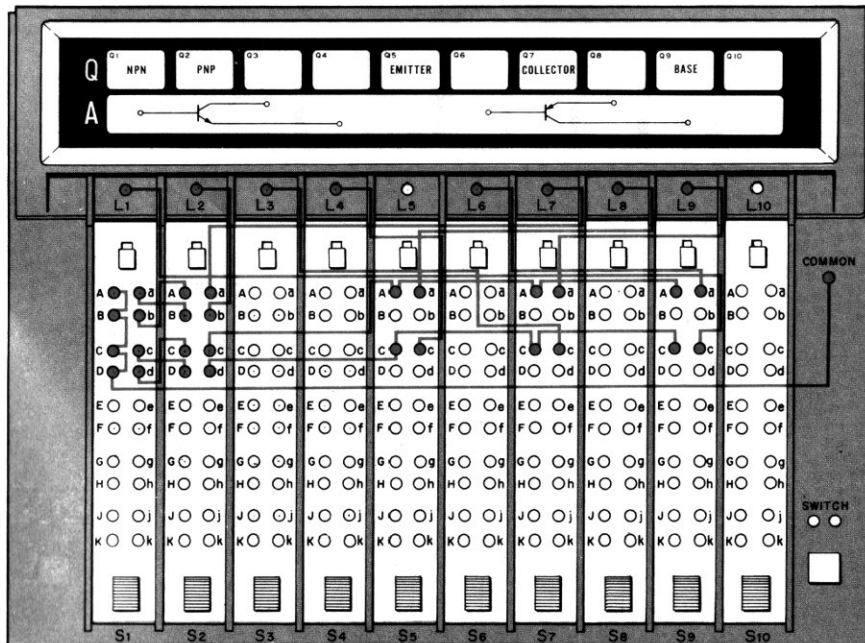 Q
Q1 NPN Q2 PNP Q3 Q4 Q5 EMITTER Q6 Q7 COLLECTOR Q8 Q9 BASE Q10
A
L1 L2 L3 L4 L5 L6 L7 L8 L9 L10
COMMON
A a A a A a A a A a A a A a A a A a A a
B b B b B b B b B b B b B b B b B b B b
C c C c C c C c C c C c C c C c C c C c
D d D d D d D d D d D d D d D d D d D d
E e E e E e E e E e E e E e E e E e E e
F f F f F f F f F f F f F f F f F f F f
G g G g G g G g G g G g G g G g G g G g
H h H h H h H h H h H h H h H h H h H h
J j J j J j J j J j J j J j J j J j J j
SWITCH
K k K k K k K k K k K k K k K k K k K k
S1 S2 S3 S4 S5 S6 S7 S8 S9 S10